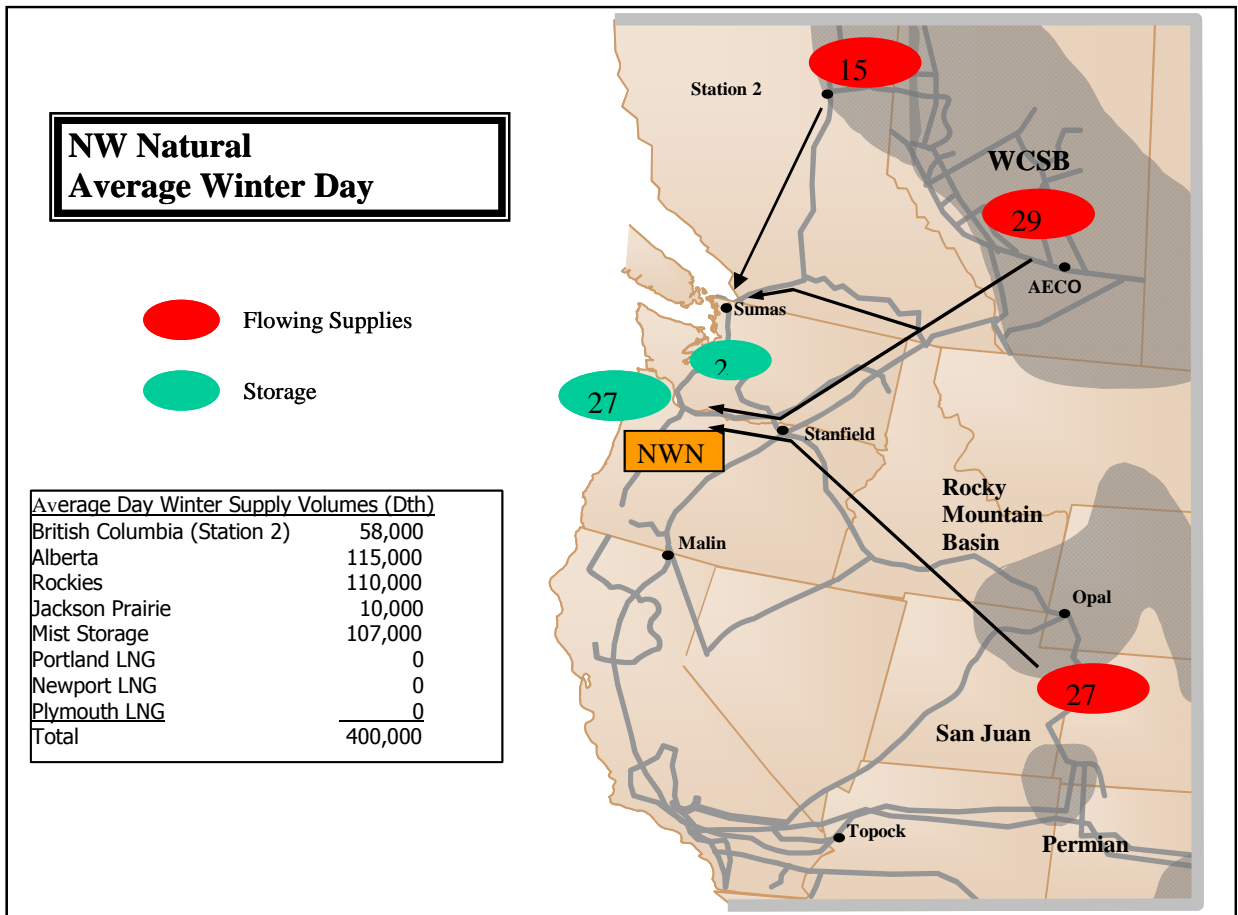 NW Natural
Average Winter Day
Flowing Supplies
Storage
Average Day Winter Supply Volumes (Dth)
British Columbia (Station 2) 58,000
Alberta 115,000
Rockies 110,000
Jackson Prairie 10,000
Mist Storage 107,000
Portland LNG 0
Newport LNG 0
Plymouth LNG 0
Total 400,000
15
Station 2
WCSB
29
AECO
Sumas
2
27
Stanfield
NWN
Rocky
Mountain
Basin
Malin
Opal
27
San Juan
Topock
Permian